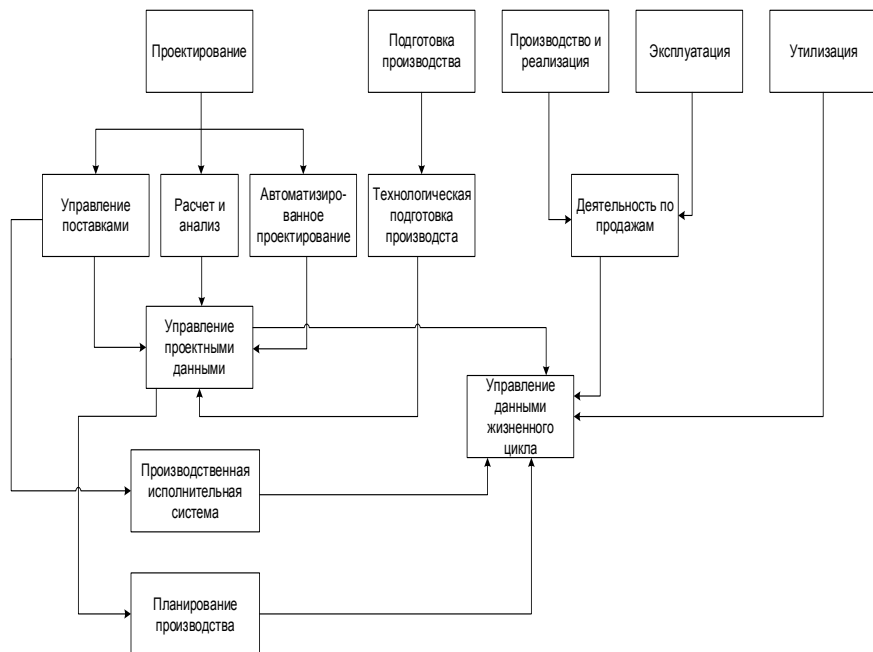 Проектирование
Подготовка
производства
Производство и
реализация
Эксплуатация
Утилизация
Управление
поставками
Расчет и
анализ
Автоматизиро-
ванное
проектирование
Технологическая
подготовка
производста
Деятельность по
продажам
Управление
проектными
данными
Управление
данными
жизненного
цикла
Производственная
исполнительная
система
Планирование
производства